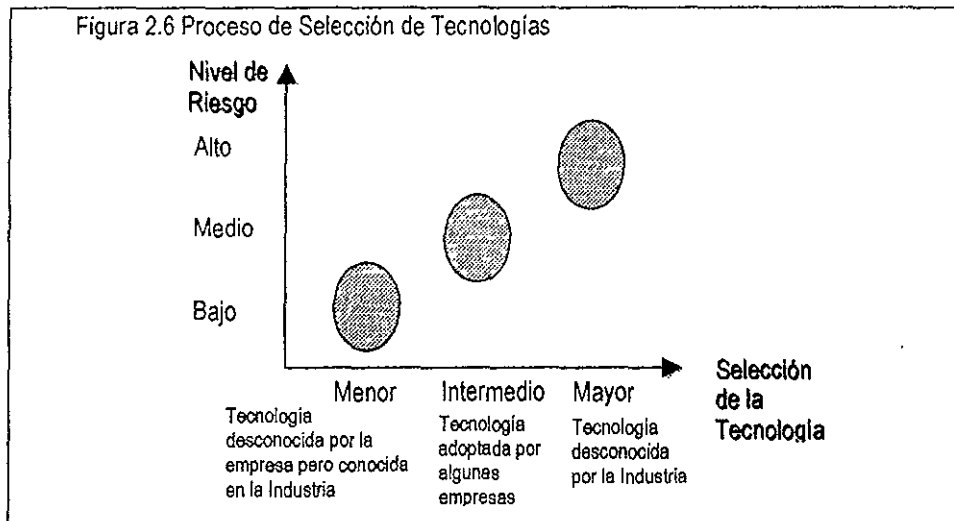 Figura 2.6 Proceso de Selección de Tecnologías
Nivel de
Riesgo
Alto
Medio
Bajo
Menor
Intermedio
Mayor
Selección
de la
Tecnología
Tecnología
desconocida por la
empresa pero conocida
en la Industria
Tecnología
adoptada por
algunas
empresas
Tecnología
desconocida
por la Industria